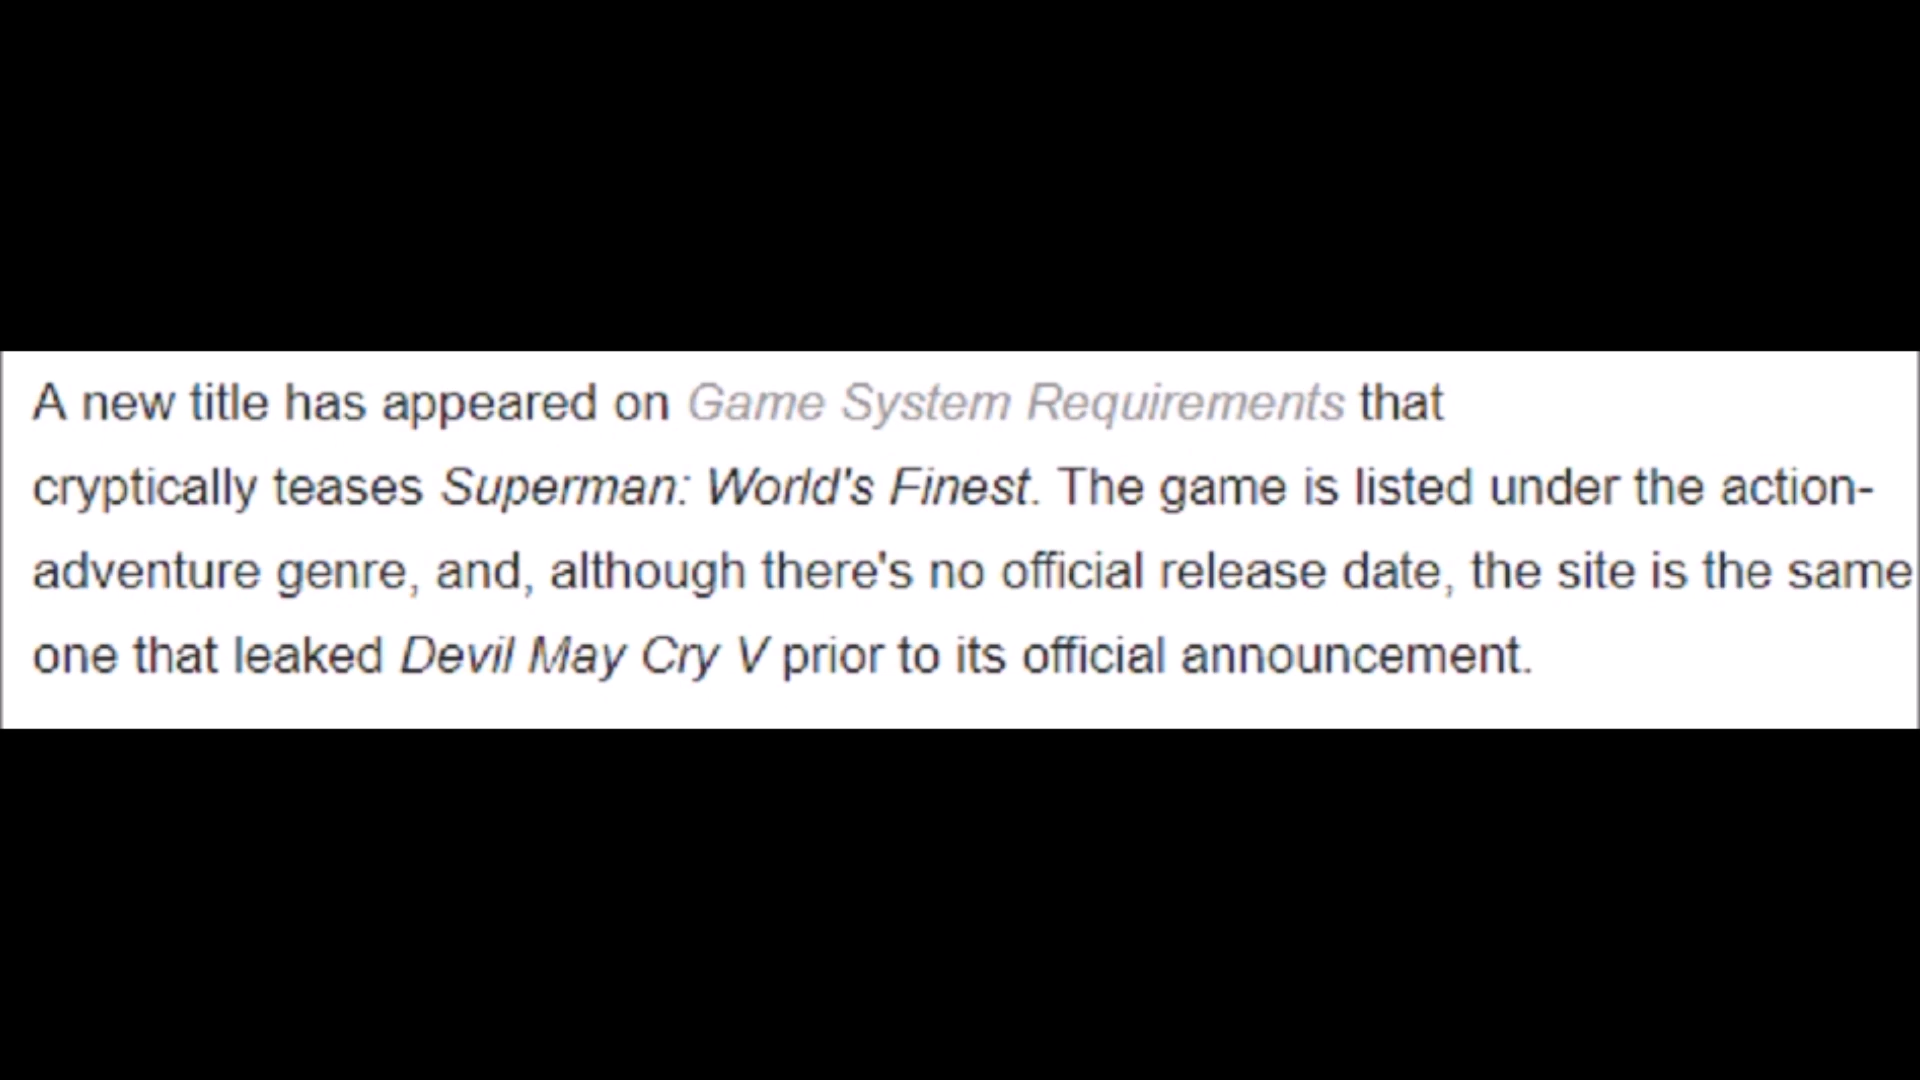 A new title has appeared on Game System Requirements that
cryptically teases Superman: World's Finest. The game is listed under the action-
adventure genre, and, although there's no official release date, the site is the same
one that leaked Devil May Cry V prior to its official announcement.